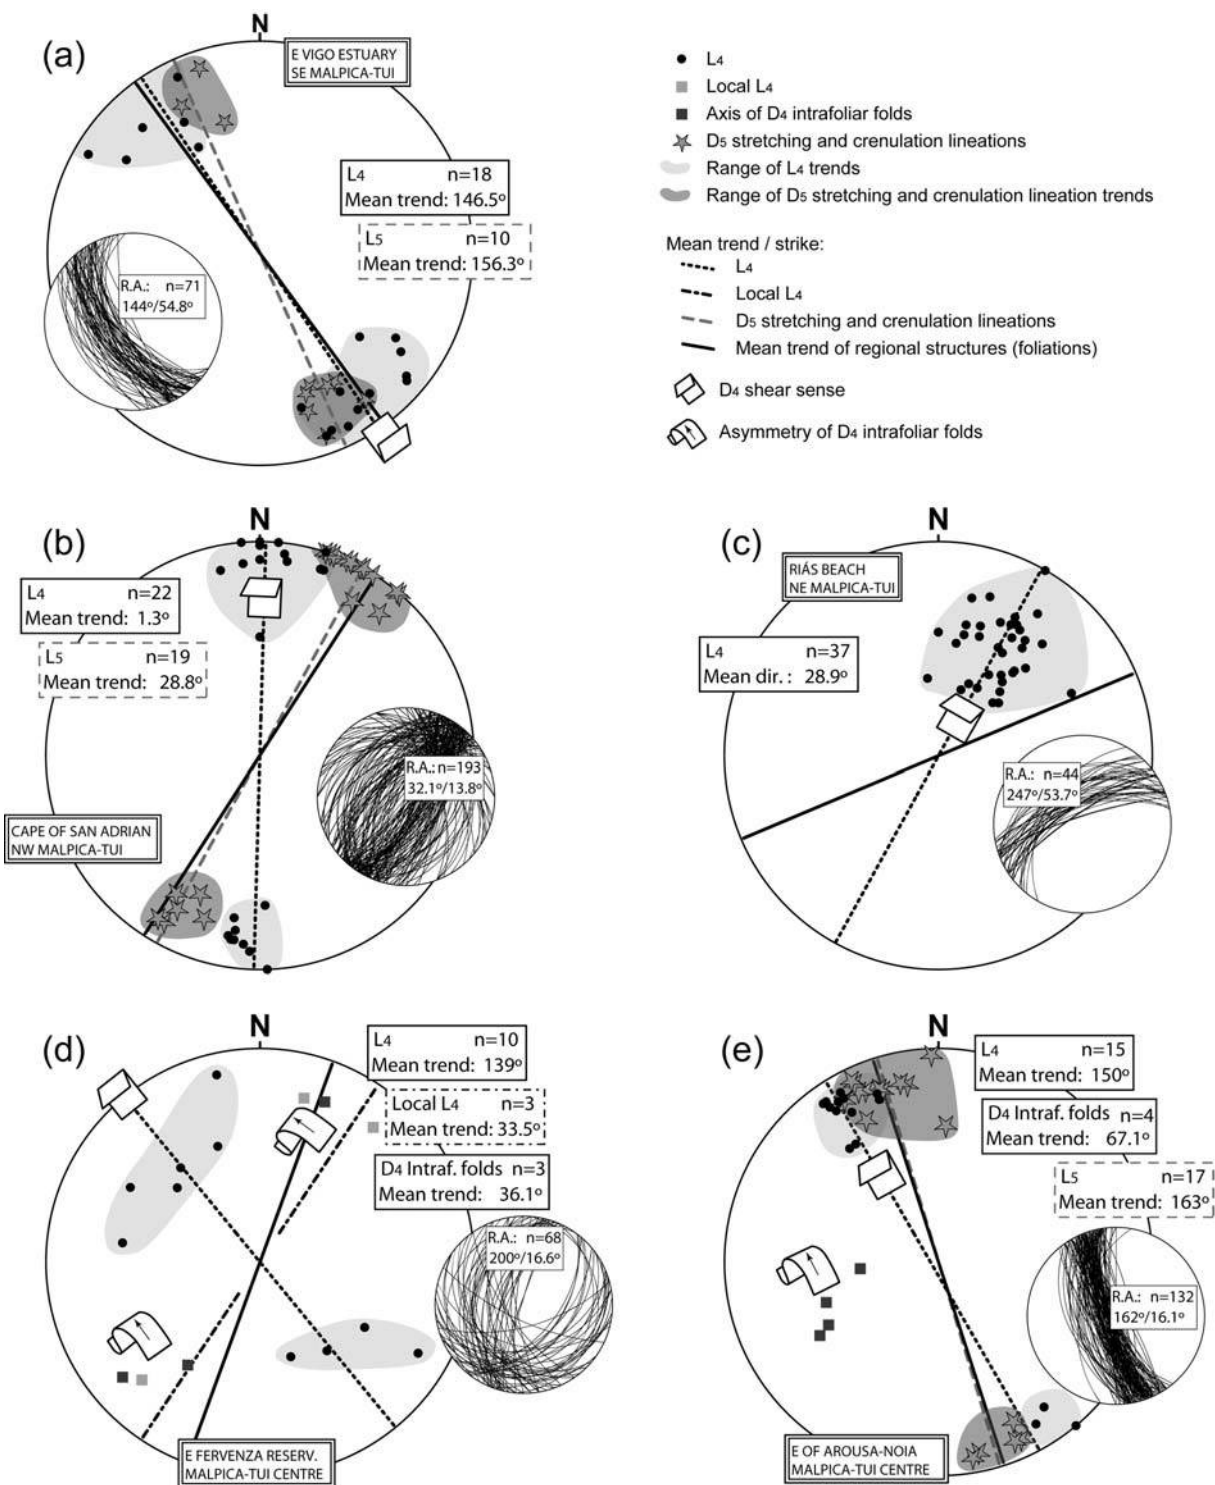 (a)
N
E VIGO ESTUARY
SE MALPICA-TUI
L4 n=18
Mean trend: 146.5º
L5 n=10
Mean trend: 156.3º
R.A.: n=71
144º/54.8º
L4
Local L4
Axis of D4 intrafoliar folds
D5 stretching and crenulation lineations
Range of L4 trends
Range of D5 stretching and crenulation lineation trends
Mean trend / strike:
L4
Local L4
D5 stretching and crenulation lineations
Mean trend of regional structures (foliations)
D4 shear sense
Asymmetry of D4 intrafoliar folds
(b)
N
L4 n=22
Mean trend: 1.3º
L5 n=19
Mean trend: 28.8º
R.A.: n=193
32.1º/13.8º
CAPE OF SAN ADRIAN
NW MALPICA-TUI
(c)
N
RIÁS BEACH
NE MALPICA-TUI
L4 n=37
Mean dir. : 28.9º
R.A.: n=44
247º/53.7º
(d)
N
L4 n=10
Mean trend: 139º
Local L4 n=3
Mean trend: 33.5º
D4 Intraf. folds n=3
Mean trend: 36.1º
R.A.: n=68
200º/16.6º
E FERVENZA RESERV.
MALPICA-TUI CENTRE
(e)
N
L4 n=15
Mean trend: 150º
D4 Intraf. folds n=4
Mean trend: 67.1º
L5 n=17
Mean trend: 163º
R.A.: n=132
162º/16.1º
E OF AROUSA-NOIA
MALPICA-TUI CENTRE